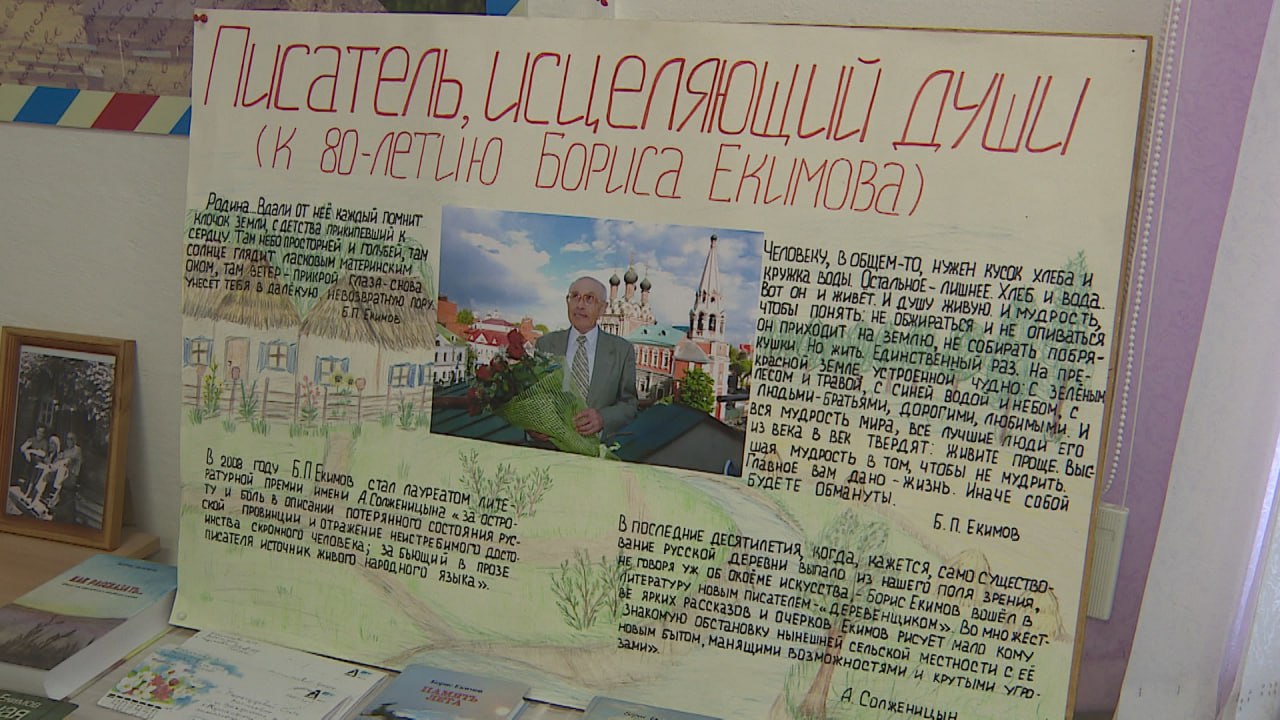 Писатель, исцеляющий души
(к 80-летию Бориса Екимова)
Родина... Вдали от неё каждый помнит
клочок земли, с детства прикипевший к
сердцу. Там небо просторней и голубей, там
солнце глядит ласковым материнским
оком, там ветер - прикрой глаза - снова
унесёт тебя в далёкую, невозвратную пору.
Б.П. Екимов
Человеку, в общем-то, нужен кусок хлеба и
кружка воды. Остальное - лишнее. Хлеб и вода...
Вот он и живёт. И душу живую. И мудрость,
чтобы понять: не обжираться и не опиваться
он приходит на землю, не собирать побря-
кушки, но жить. Единственный раз. На пре-
красной земле, устроенной чудно: с зелёным
лесом и травой, с синей водой и небом, с
людьми-братьями, дорогими, любимыми. И
вся мудрость мира, все лучшие люди его
из века в век твердят: живите проще. Выс-
шая мудрость в том, чтобы не мудрить.
Главное вам дано - жизнь. Иначе собой
будете обмануты.
Б.П. Екимов
В 2008 году Б.П.Екимов стал лауреатом лите-
ратурной премии имени А.Солженицына «за остро-
ту и боль в описании потерянного состояния рус-
ской провинции и отражение неистребимого досто-
инства скромного человека; за бьющий в прозе
писателя источник живого народного языка».
В последние десятилетия, когда, кажется, само существо-
вание русской деревни выпало из нашего поля зрения,
не говоря уж об окоёме искусства - Борис Екимов вошёл в
литературу новым писателем-«деревенщиком». Во множест-
ве ярких рассказов и очерков Екимов рисует мало кому
знакомую обстановку нынешней сельской местности с её
новым бытом, манящими возможностями и крутыми угро-
зами».
А. Солженицын
Как рассказать...
Борис Екимов
Память
лета
Борис